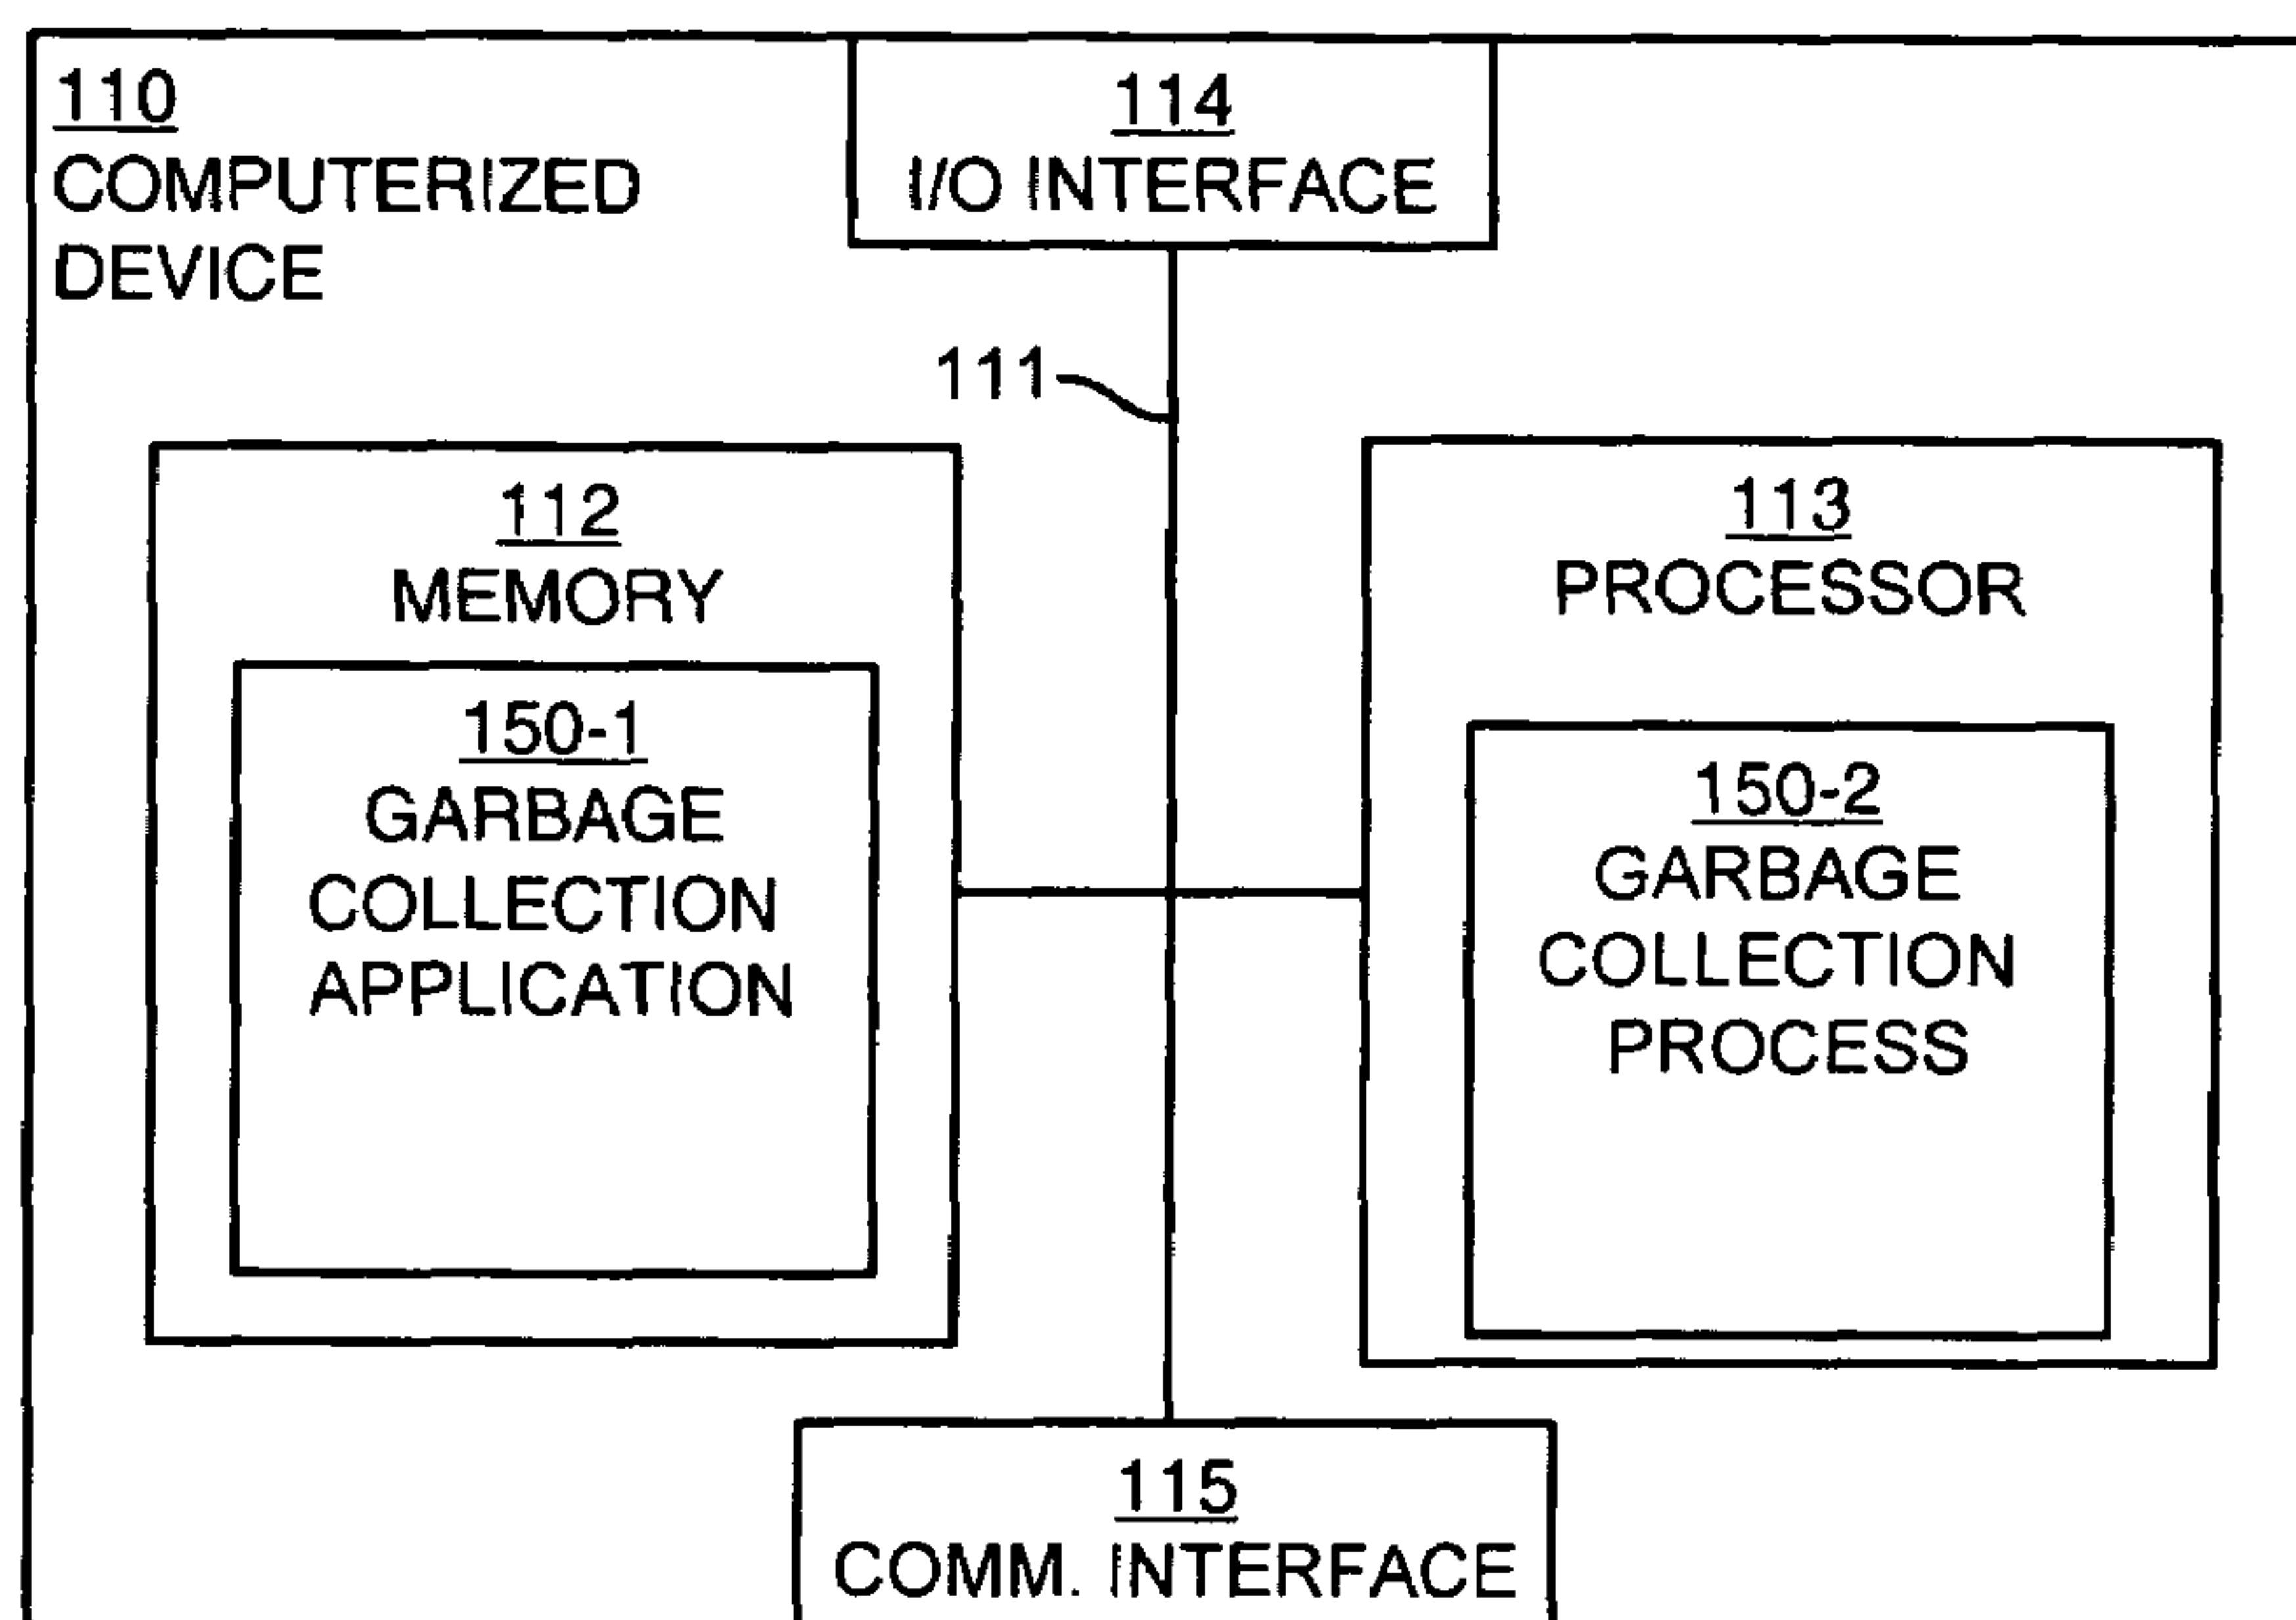 110
COMPUTERIZED
DEVICE
114
I/O INTERFACE
111
112
MEMORY
150-1
GARBAGE
COLLECTION
APPLICATION
113
PROCESSOR
150-2
GARBAGE
COLLECTION
PROCESS
115
COMM. INTERFACE